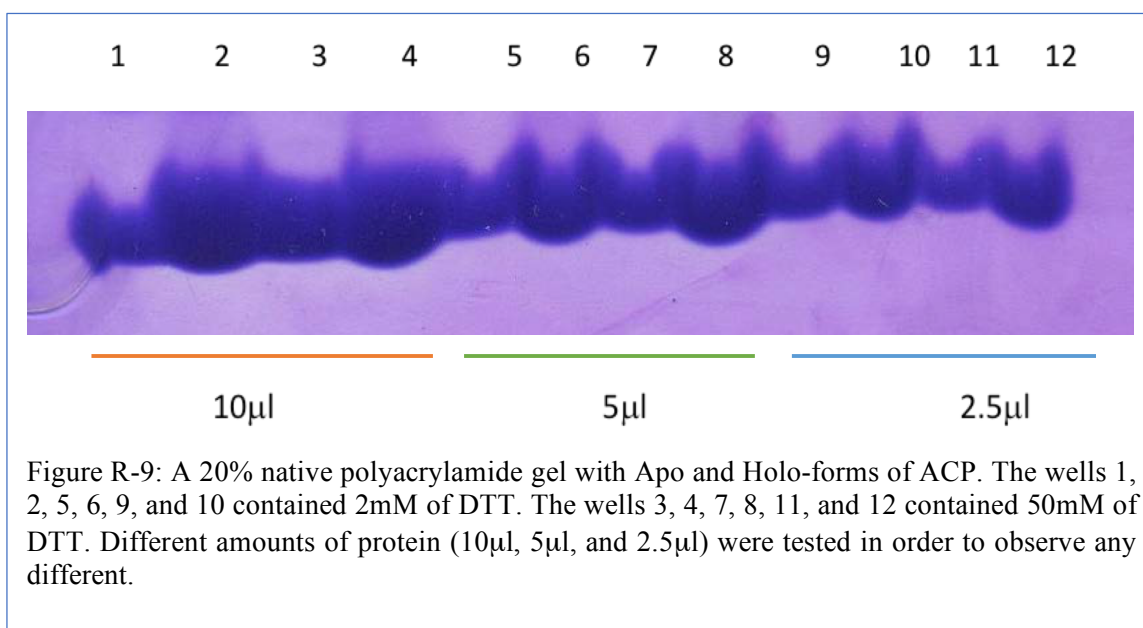 1 2 3 4 5 6 7 8 9 10 11 12
10µl 5µl 2.5µl
Figure R-9: A 20% native polyacrylamide gel with Apo and Holo-forms of ACP. The wells 1,
2, 5, 6, 9, and 10 contained 2mM of DTT. The wells 3, 4, 7, 8, 11, and 12 contained 50mM of
DTT. Different amounts of protein (10µl, 5µl, and 2.5µl) were tested in order to observe any
different.